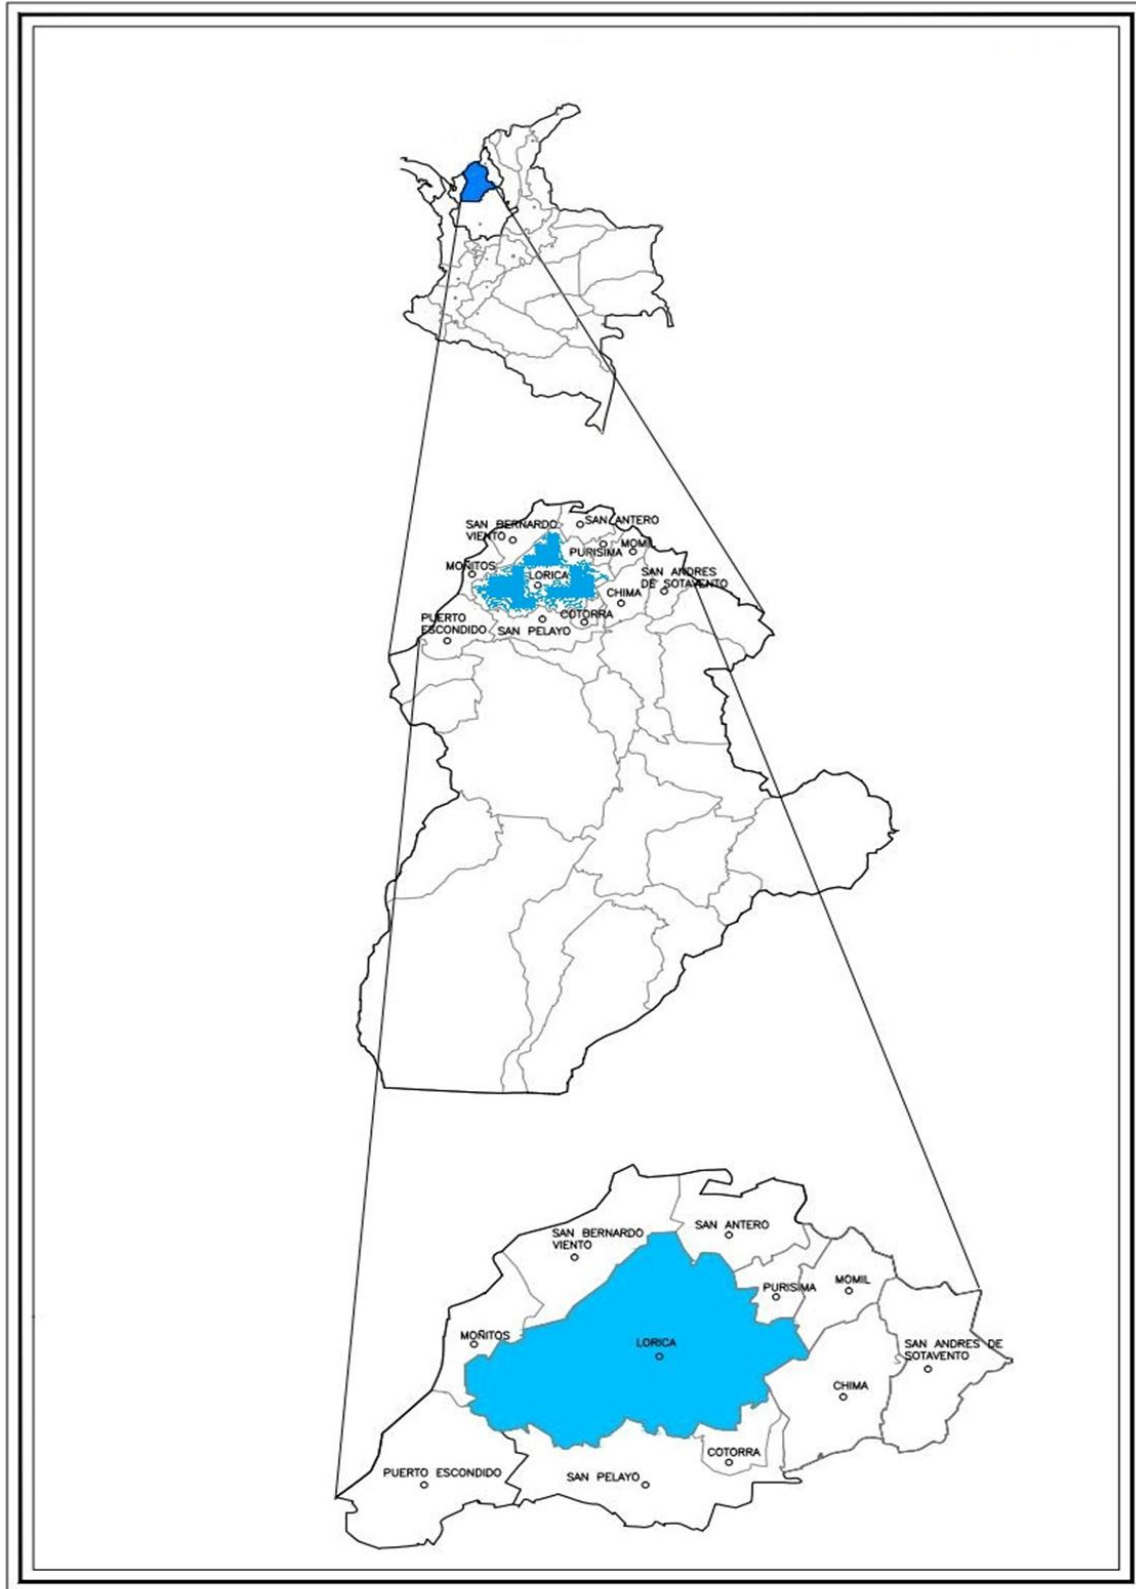 SAN BERNARDO
VIENTO
SAN ANTERO
MOMIL
PURISIMA
MOÑITOS
LORICA
SAN ANDRES
DE SOTAVENTO
CHIMA
PUERTO
ESCONDIDO
COTORRA
SAN PELAYO
SAN BERNARDO
VIENTO
SAN ANTERO
PURISIMA
MOMIL
MOÑITOS
LORICA
SAN ANDRES DE
SOTAVENTO
CHIMA
COTORRA
PUERTO ESCONDIDO
SAN PELAYO